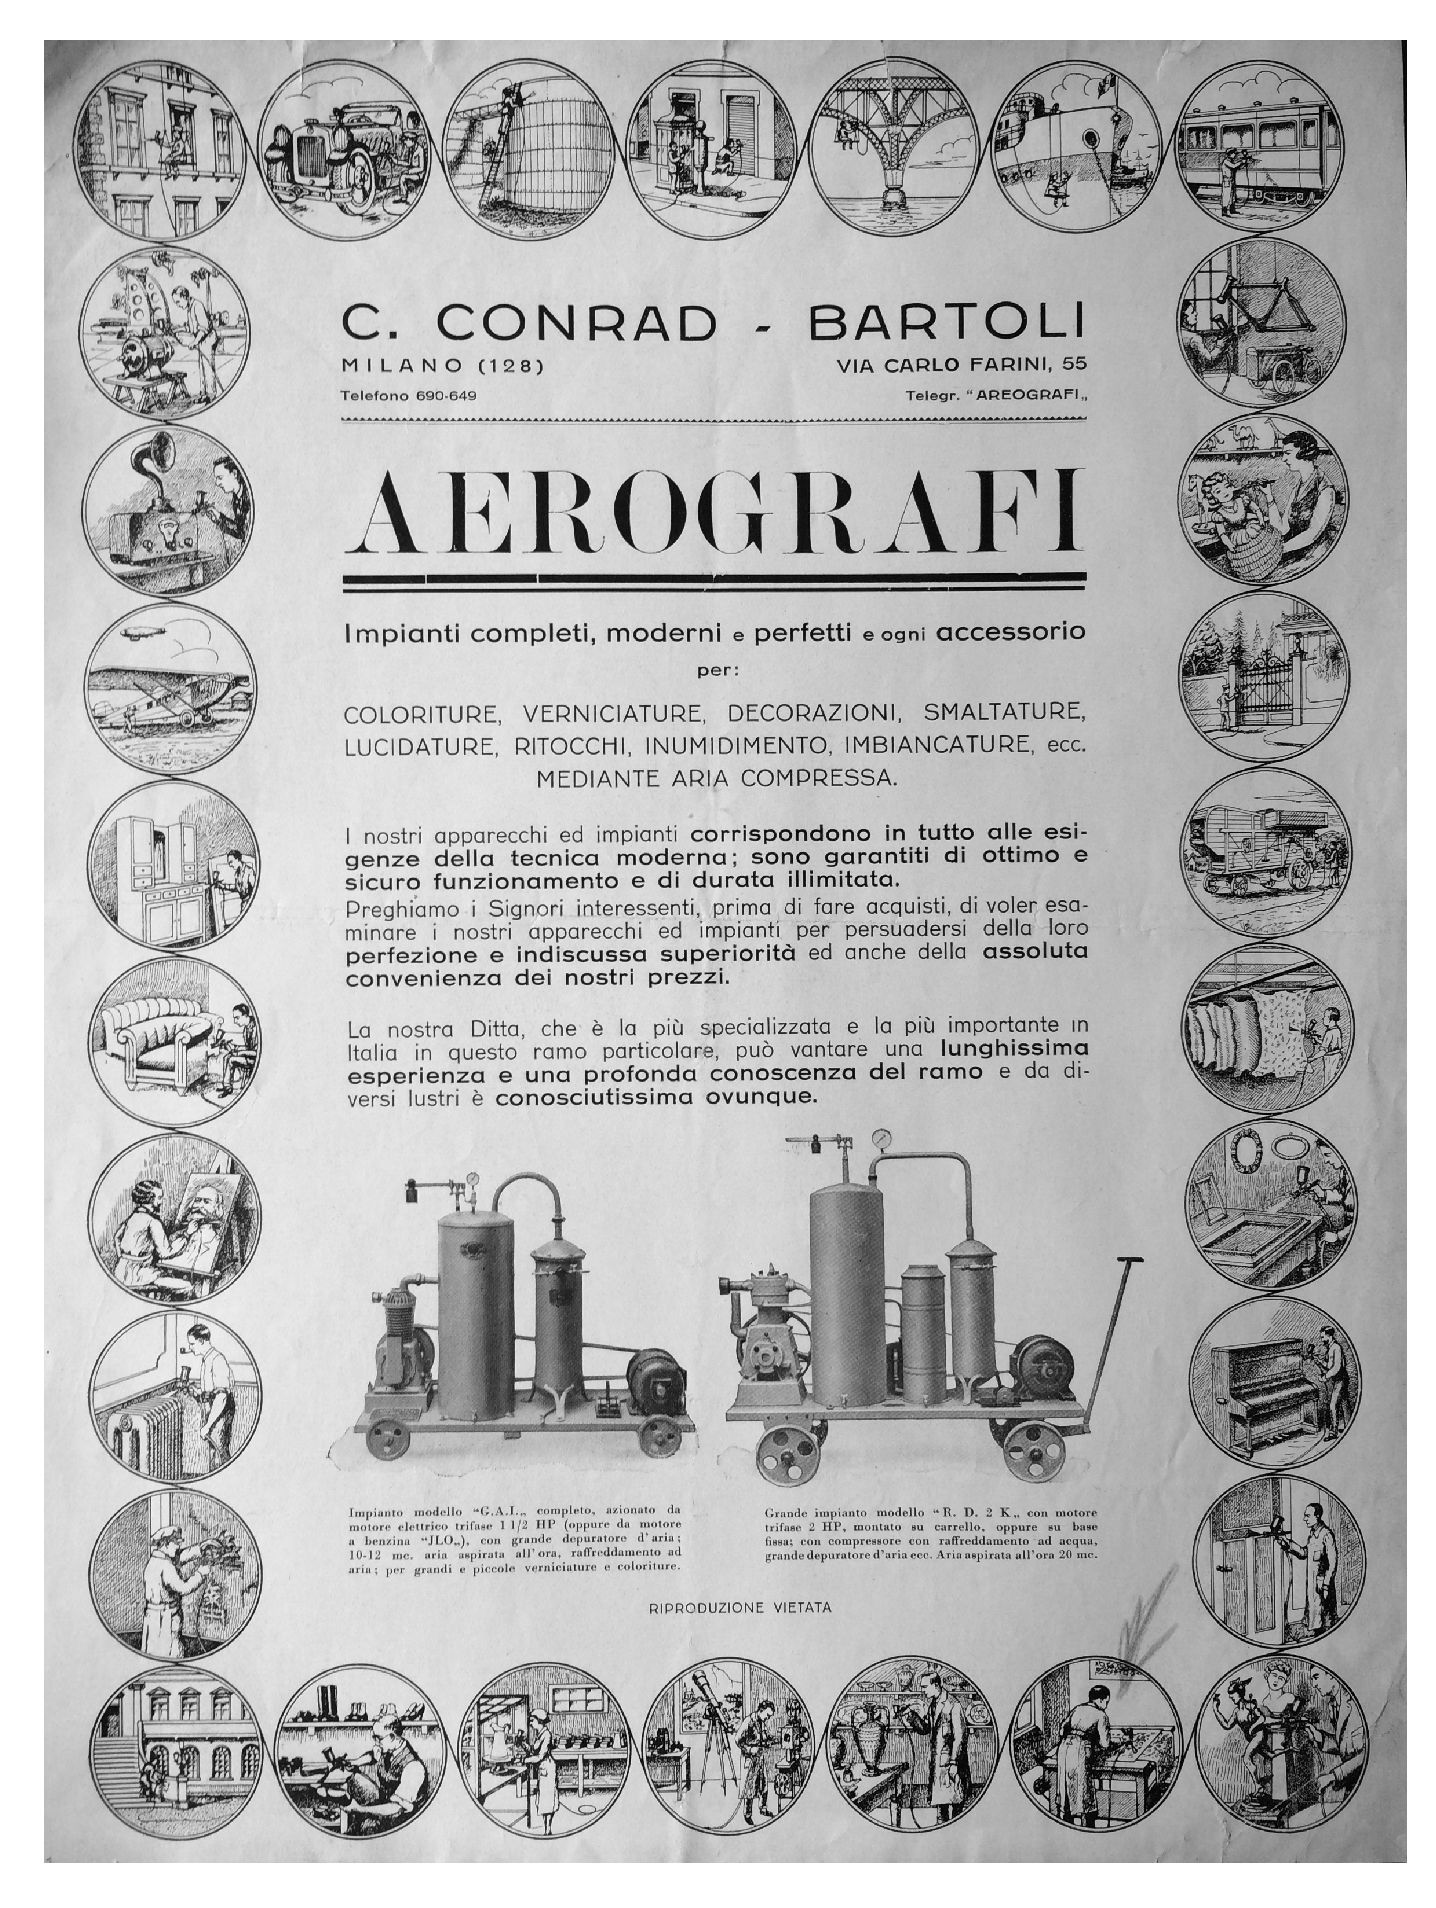 C. CONRAD - BARTOLI
MILANO (128) VIA CARLO FARINI, 55
Telefono 690-649 Telegr. "AREOGRAFI„
AEROGRAFI
Impianti completi, moderni e perfetti e ogni accessorio
per:
COLORITURE, VERNICIATURE, DECORAZIONI, SMALTATURE,
LUCIDATURE, RITOCCHI, INUMIDIMENTO, IMBIANCATURE, ecc.
MEDIANTE ARIA COMPRESSA.
I nostri apparecchi ed impianti corrispondono in tutto alle esi-
genze della tecnica moderna; sono garantiti di ottimo e
sicuro funzionamento e di durata illimitata.
Preghiamo i Signori interessenti, prima di fare acquisti, di voler esa-
minare i nostri apparecchi ed impianti per persuadersi della loro
perfezione e indiscussa superiorità ed anche della assoluta
convenienza dei nostri prezzi.
La nostra Ditta, che è la più specializzata e la più importante in
Italia in questo ramo particolare, può vantare una lunghissima
esperienza e una profonda conoscenza del ramo e da di-
versi lustri è conosciutissima ovunque.
Impianto modello "G.A.I.„ completo, azionato da
motore elettrico trifase 1 1/2 HP (oppure da motore
a benzina "JLO„), con grande depuratore d'aria;
10-12 mc. aria aspirata all'ora, raffreddamento ad
aria; per grandi e piccole verniciature e coloriture.
Grande impianto modello "R. D. 2 K„ con motore
trifase 2 HP, montato su carrello, oppure su base
fissa; con compressore con raffreddamento ad acqua,
grande depuratore d'aria ecc. Aria aspirata all'ora 20 mc.
RIPRODUZIONE VIETATA